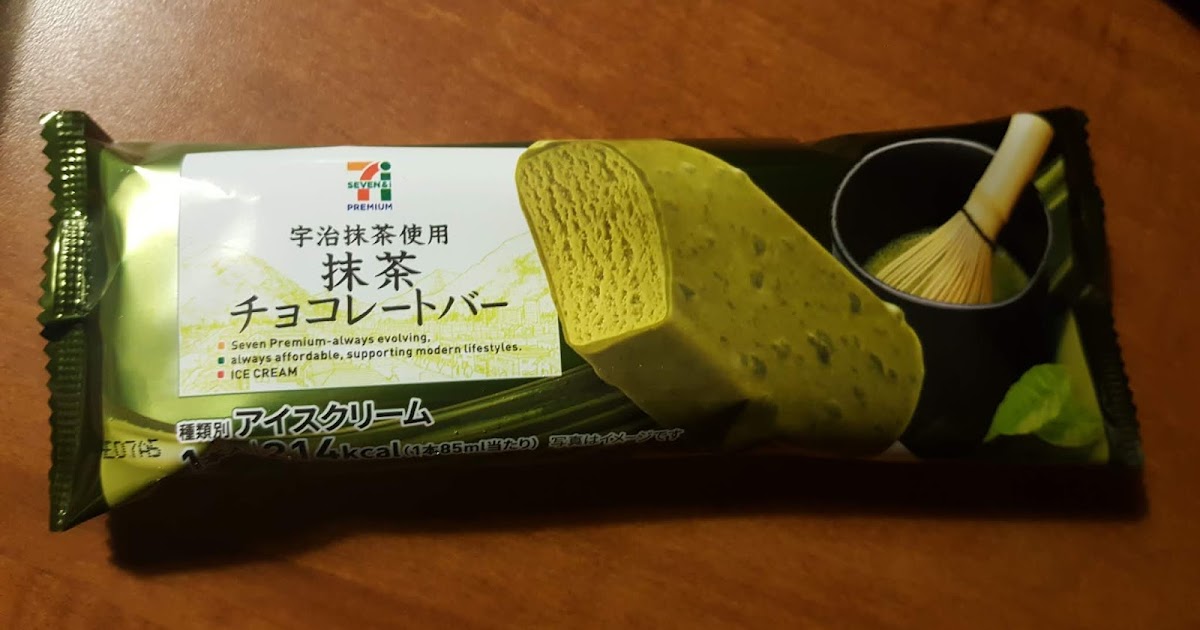 SEVEN&i
PREMIUM
宇治抹茶使用
抹茶
チョコレートバー
Seven Premium-always evolving,
always affordable, supporting modern lifestyles.
ICE CREAM
種類別 アイスクリーム
214kcal (1本85ml当たり) 写真はイメージです